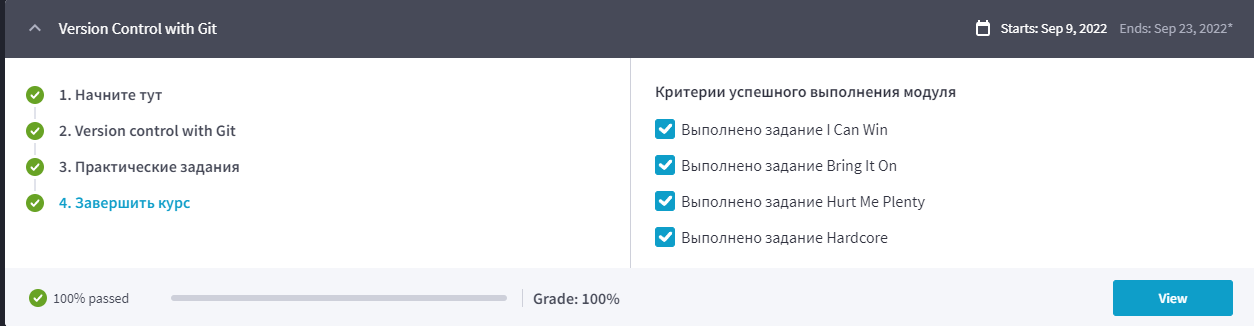 Version Control with Git
Starts: Sep 9, 2022 Ends: Sep 23, 2022*
1. Начните тут
2. Version control with Git
3. Практические задания
4. Завершить курс
Критерии успешного выполнения модуля
Выполнено задание I Can Win
Выполнено задание Bring It On
Выполнено задание Hurt Me Plenty
Выполнено задание Hardcore
100% passed
Grade: 100%
View